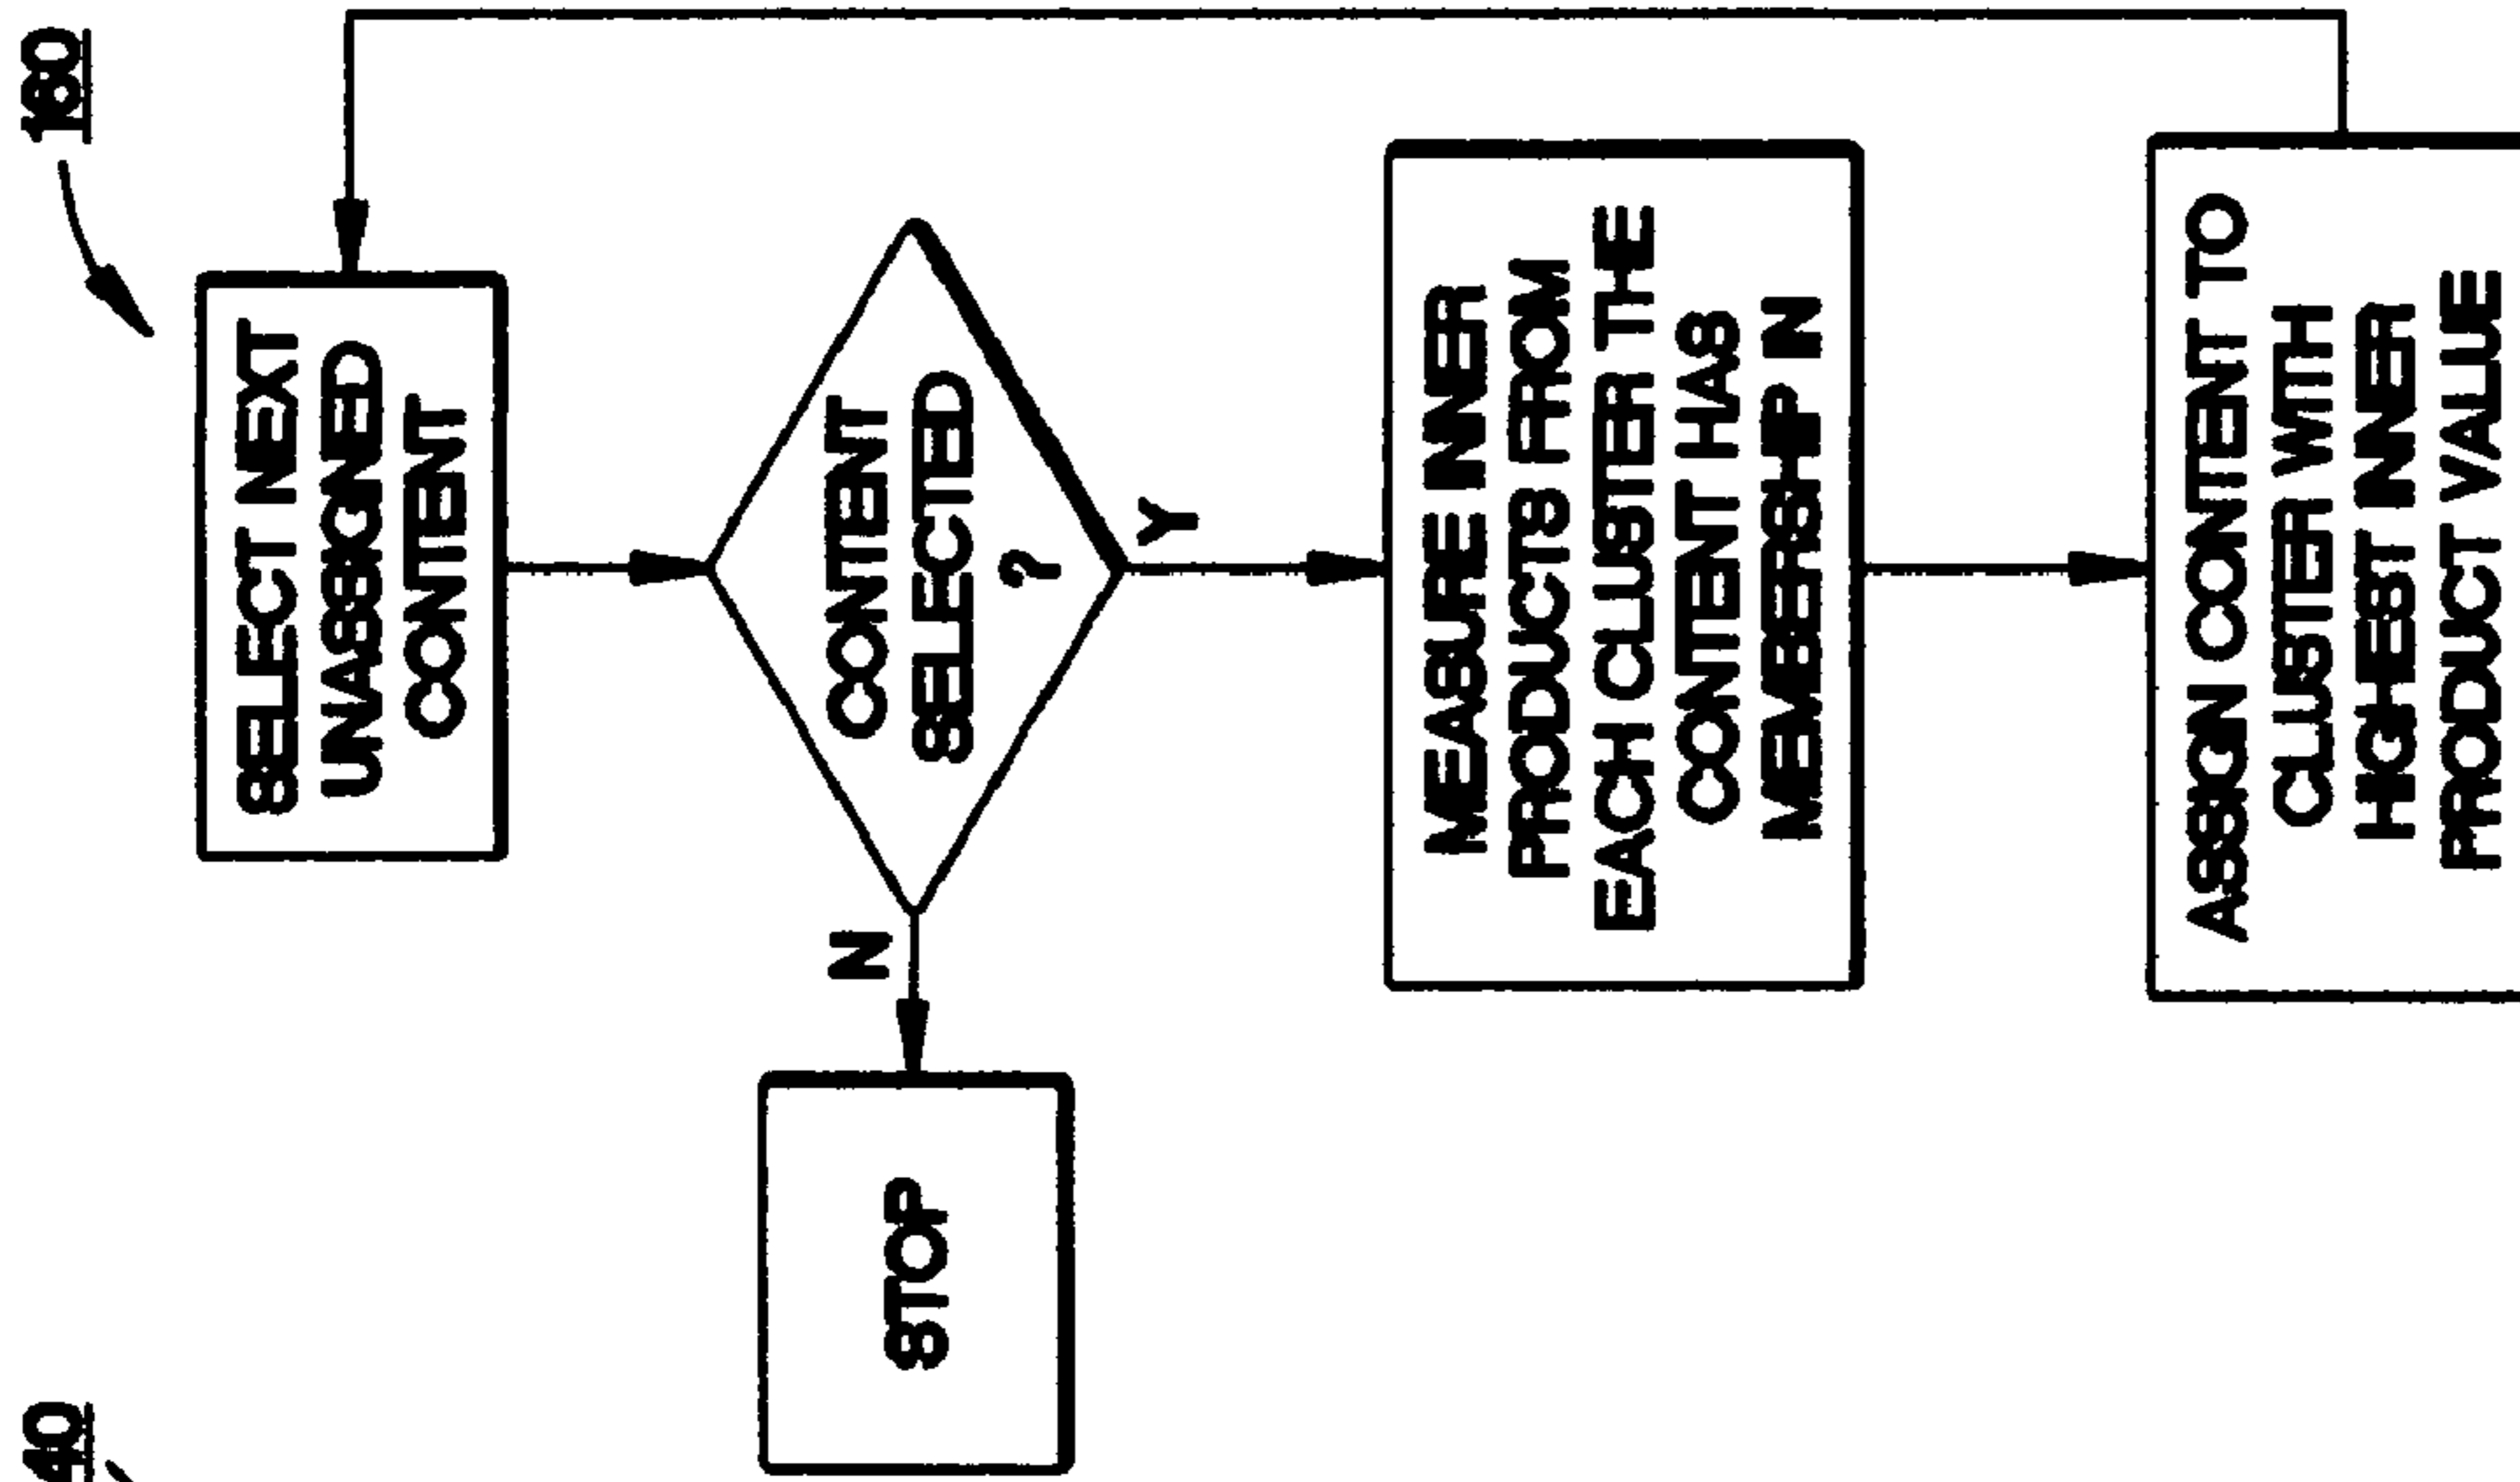 SELECT NEXT
UNASSIGNED
CONTENT
CONTENT
SELECTED
?
N
Y
STOP
MEASURE INNER
PRODUCTS FROM
EACH CLUSTER THE
CONTENT HAS
MEMBERSHIP IN
ASSIGN CONTENT TO
CLUSTER WITH
HIGHEST INNER
PRODUCT VALUE